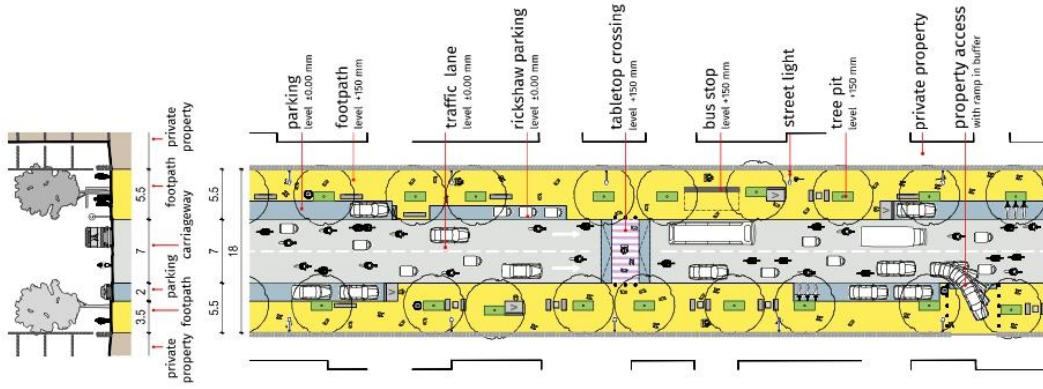 private property
footpath
5.5
carriageway
7
parking
2
footpath
3.5
private property
5.5
7
5.5
18
parking
level ±0.00 mm
footpath
level +150 mm
traffic lane
level ±0.00 mm
rickshaw parking
level ±0.00 mm
tabletop crossing
level +150 mm
bus stop
level +150 mm
street light
tree pit
level +150 mm
private property
property access
with ramp in buffer
V
V
V
V
V